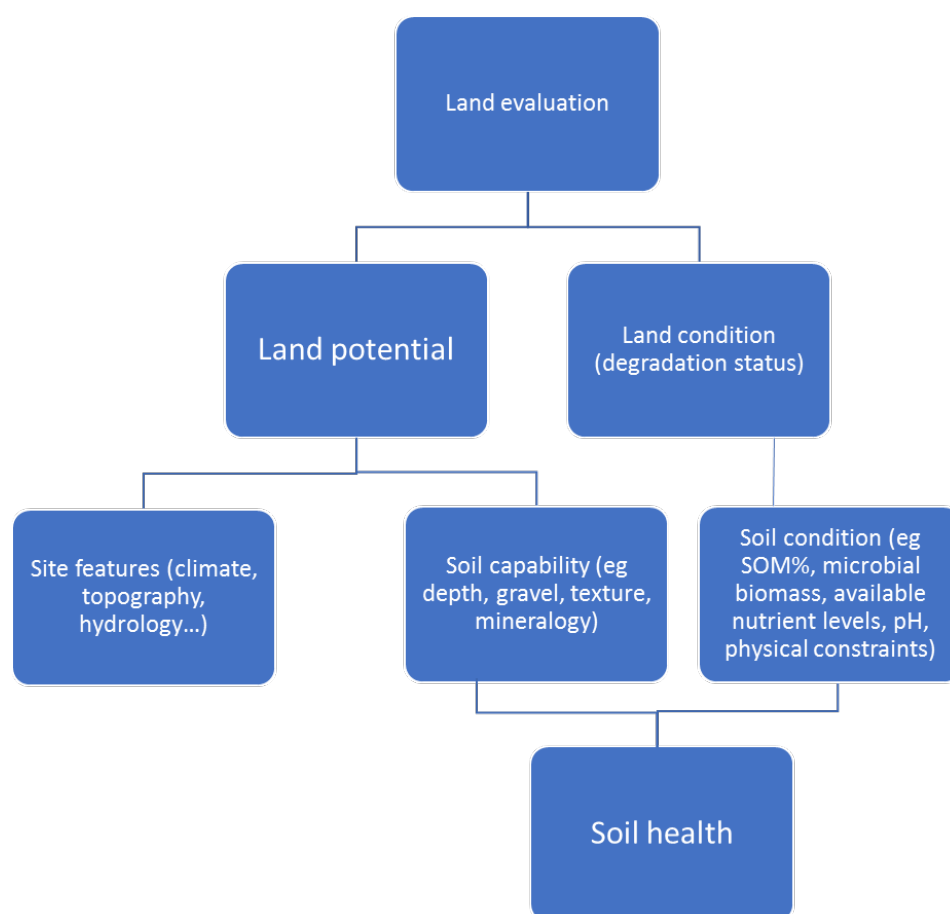 Land evaluation
Land potential
Land condition
(degradation status)
Site features (climate,
topography,
hydrology...)
Soil capability (eg
depth, gravel, texture,
mineralogy)
Soil condition (eg
SOM%, microbial
biomass, available
nutrient levels, pH,
physical constraints)
Soil health